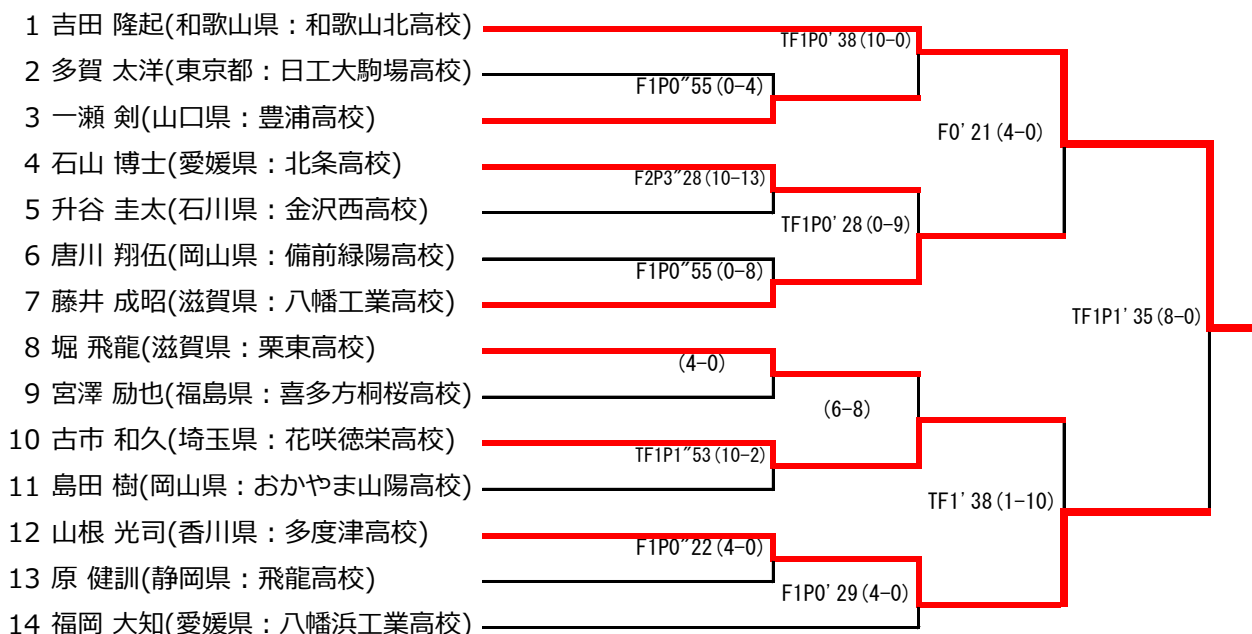 1 吉田 隆起(和歌山県：和歌山北高校)
2 多賀 太洋(東京都：日工大駒場高校)
3 一瀬 剣(山口県：豊浦高校)
4 石山 博士(愛媛県：北条高校)
5 升谷 圭太(石川県：金沢西高校)
6 唐川 翔伍(岡山県：備前緑陽高校)
7 藤井 成昭(滋賀県：八幡工業高校)
8 堀 飛龍(滋賀県：栗東高校)
9 宮澤 励也(福島県：喜多方桐桜高校)
10 古市 和久(埼玉県：花咲徳栄高校)
11 島田 樹(岡山県：おかやま山陽高校)
12 山根 光司(香川県：多度津高校)
13 原 健訓(静岡県：飛龍高校)
14 福岡 大知(愛媛県：八幡浜工業高校)
F1P0"55(0-4)
F2P3"28(10-13)
F1P0"55(0-8)
(4-0)
TF1P1"53(10-2)
F1P0"22(4-0)
TF1P0'38(10-0)
TF1P0'28(0-9)
(6-8)
F1P0'29(4-0)
F0'21(4-0)
TF1'38(1-10)
TF1P1'35(8-0)